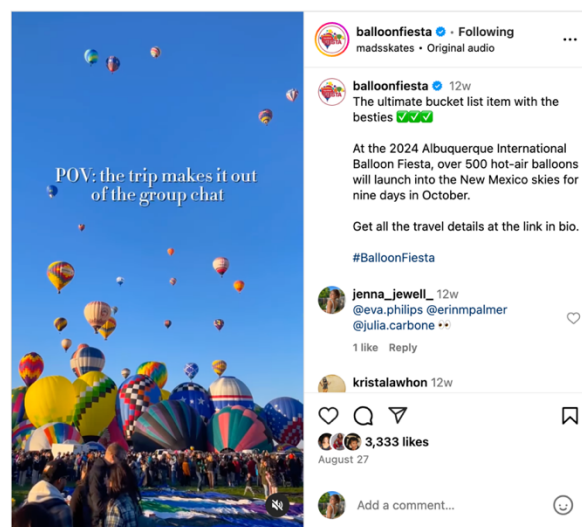 POV: the trip makes it out
of the group chat
balloonfiesta • Following
madsskates • Original audio
balloonfiesta 12w
The ultimate bucket list item with the
besties ✅✅✅
At the 2024 Albuquerque International
Balloon Fiesta, over 500 hot-air balloons
will launch into the New Mexico skies for
nine days in October.
Get all the travel details at the link in bio.
#BalloonFiesta
jenna_jewell_ 12w
@eva.philips @erinmpalmer
@julia.carbone 👀
1 like Reply
kristalawhon 12w
3,333 likes
August 27
Add a comment...